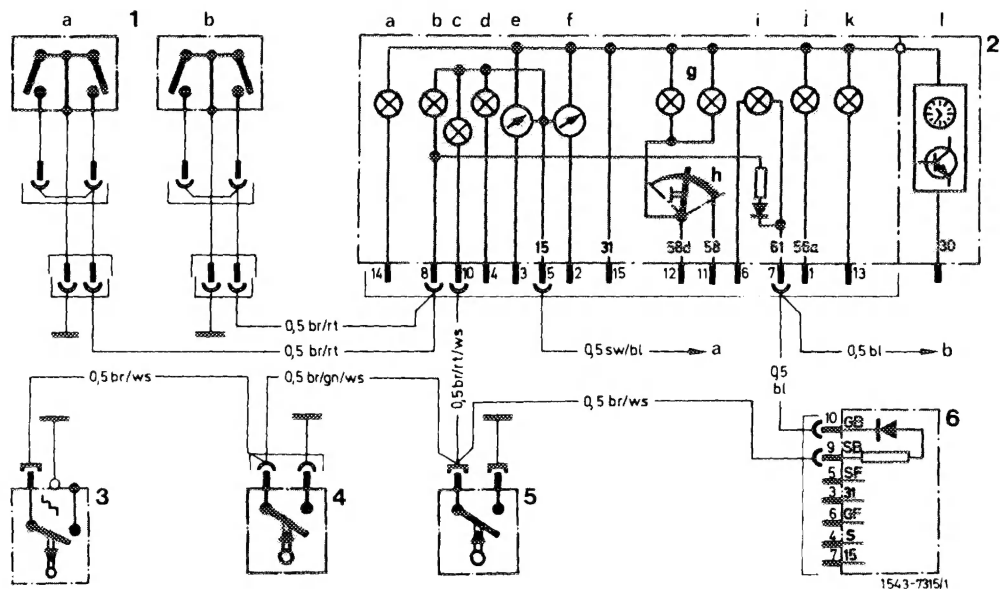 a 1 b
a b c d e f i j k l
2
g
h
15 31 58d 58 61 56a 30
14 8 10 4 3 5 2 15 12 11 6 7 1 13
0,5 br/rt
0,5 br/rt
0,5 br/rt/ws
0,5 sw/bl a
0,5 bl b
0,5 bl
0,5 br/ws
0,5 br/gn/ws
0,5 br/ws
3
4
5
6
10 GB
9 SB
5 SF
3 31
6 GF
4 S
7 15
1543-7315/1